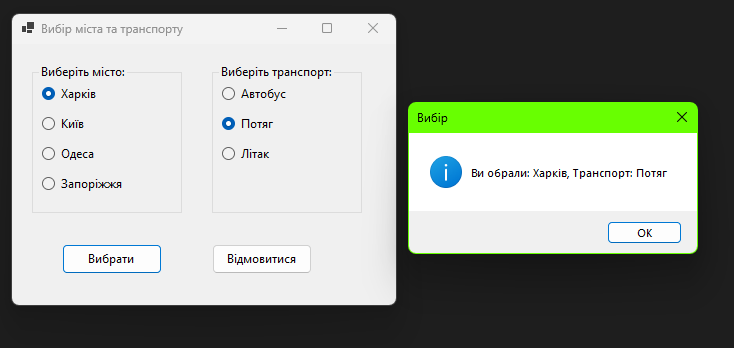 Вибір міста та транспорту
Виберіть місто:
Харків
Київ
Одеса
Запоріжжя
Виберіть транспорт:
Автобус
Потяг
Літак
Вибрати
Відмовитися
Вибір
Ви обрали: Харків, Транспорт: Потяг
OK